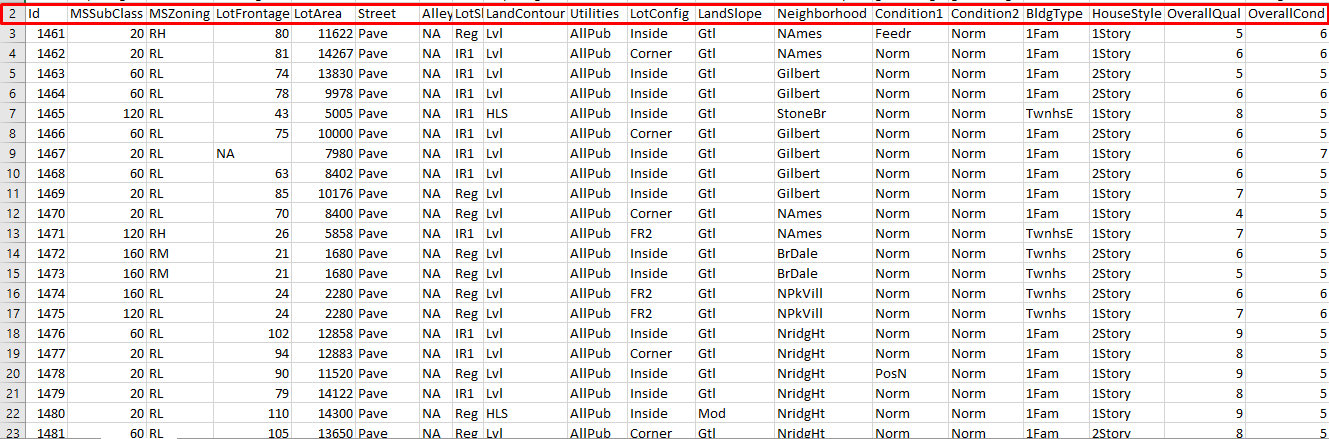 2 Id MSSubClass MSZoning LotFrontage LotArea Street Alley LotSl LandContour Utilities LotConfig LandSlope Neighborhood Condition1 Condition2 BldgType HouseStyle OverallQual OverallCond
3 1461 20 RH 80 11622 Pave NA Reg Lvl AllPub Inside Gtl NAmes Feedr Norm 1Fam 1Story 5 6
4 1462 20 RL 81 14267 Pave NA IR1 Lvl AllPub Corner Gtl NAmes Norm Norm 1Fam 1Story 6 6
5 1463 60 RL 74 13830 Pave NA IR1 Lvl AllPub Inside Gtl Gilbert Norm Norm 1Fam 2Story 5 5
6 1464 60 RL 78 9978 Pave NA IR1 Lvl AllPub Inside Gtl Gilbert Norm Norm 1Fam 2Story 6 6
7 1465 120 RL 43 5005 Pave NA IR1 HLS AllPub Inside Gtl StoneBr Norm Norm TwnhsE 1Story 8 5
8 1466 60 RL 75 10000 Pave NA IR1 Lvl AllPub Corner Gtl Gilbert Norm Norm 1Fam 2Story 6 5
9 1467 20 RL NA 7980 Pave NA IR1 Lvl AllPub Inside Gtl Gilbert Norm Norm 1Fam 1Story 6 7
10 1468 60 RL 63 8402 Pave NA IR1 Lvl AllPub Inside Gtl Gilbert Norm Norm 1Fam 2Story 6 5
11 1469 20 RL 85 10176 Pave NA Reg Lvl AllPub Inside Gtl Gilbert Norm Norm 1Fam 1Story 7 5
12 1470 20 RL 70 8400 Pave NA Reg Lvl AllPub Corner Gtl NAmes Norm Norm 1Fam 1Story 4 5
13 1471 120 RH 26 5858 Pave NA IR1 Lvl AllPub FR2 Gtl NAmes Norm Norm TwnhsE 1Story 7 5
14 1472 160 RM 21 1680 Pave NA Reg Lvl AllPub Inside Gtl BrDale Norm Norm Twnhs 2Story 6 5
15 1473 160 RM 21 1680 Pave NA Reg Lvl AllPub Inside Gtl BrDale Norm Norm Twnhs 2Story 5 5
16 1474 160 RL 24 2280 Pave NA Reg Lvl AllPub FR2 Gtl NPkVill Norm Norm Twnhs 2Story 6 6
17 1475 120 RL 24 2280 Pave NA Reg Lvl AllPub FR2 Gtl NPkVill Norm Norm Twnhs 1Story 7 6
18 1476 60 RL 102 12858 Pave NA IR1 Lvl AllPub Inside Gtl NridgHt Norm Norm 1Fam 2Story 9 5
19 1477 20 RL 94 12883 Pave NA IR1 Lvl AllPub Corner Gtl NridgHt Norm Norm 1Fam 1Story 8 5
20 1478 20 RL 90 11520 Pave NA Reg Lvl AllPub Inside Gtl NridgHt PosN Norm 1Fam 1Story 9 5
21 1479 20 RL 79 14122 Pave NA IR1 Lvl AllPub Inside Gtl NridgHt Norm Norm 1Fam 1Story 8 5
22 1480 20 RL 110 14300 Pave NA Reg HLS AllPub Inside Mod NridgHt Norm Norm 1Fam 1Story 9 5
23 1481 60 RL 105 13650 Pave NA Reg Lvl AllPub Corner Gtl NridgHt Norm Norm 1Fam 2Story 8 5